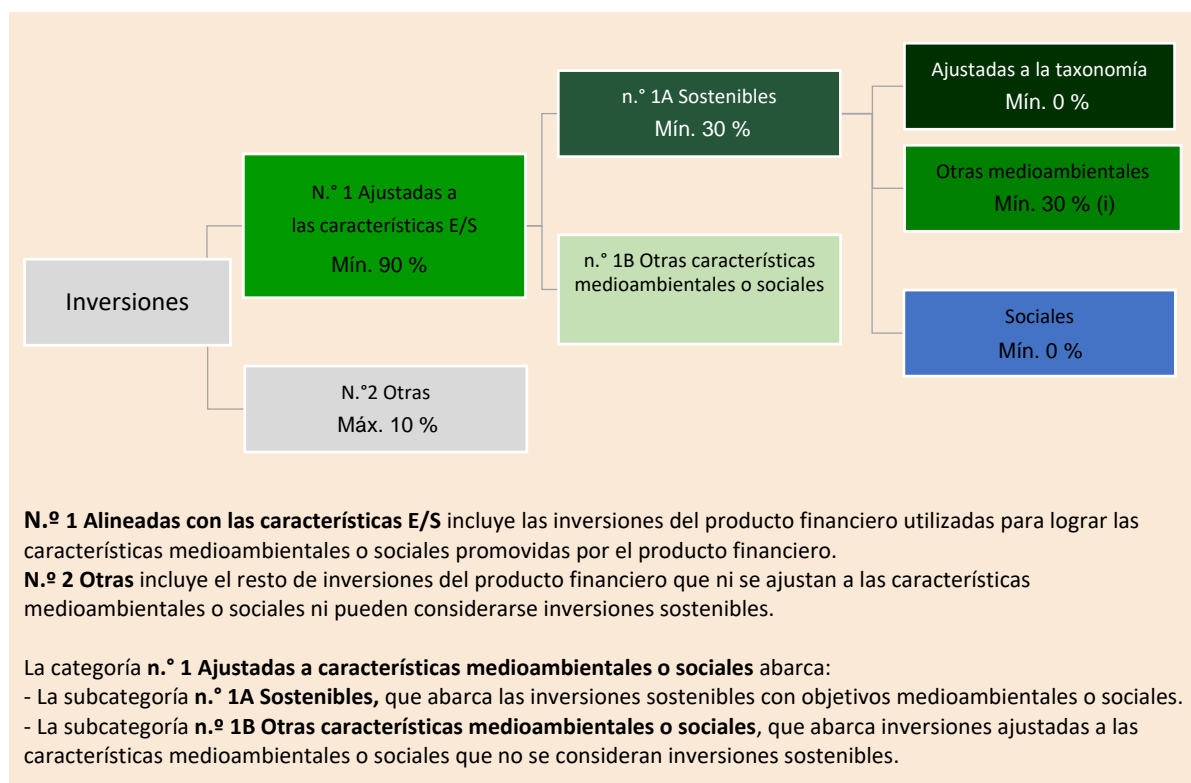 Ajustadas a la taxonomía
Mín. 0 %
n.° 1A Sostenibles
Mín. 30 %
Otras medioambientales
Mín. 30 % (i)
N.° 1 Ajustadas a
las características E/S
Mín. 90 %
n.° 1B Otras características
medioambientales o sociales
Inversiones
Sociales
Mín. 0 %
N.°2 Otras
Máx. 10 %
N.º 1 Alineadas con las características E/S incluye las inversiones del producto financiero utilizadas para lograr las
características medioambientales o sociales promovidas por el producto financiero.
N.º 2 Otras incluye el resto de inversiones del producto financiero que ni se ajustan a las características
medioambientales o sociales ni pueden considerarse inversiones sostenibles.
La categoría n.° 1 Ajustadas a características medioambientales o sociales abarca:
- La subcategoría n.° 1A Sostenibles, que abarca las inversiones sostenibles con objetivos medioambientales o sociales.
- La subcategoría n.º 1B Otras características medioambientales o sociales, que abarca inversiones ajustadas a las
características medioambientales o sociales que no se consideran inversiones sostenibles.